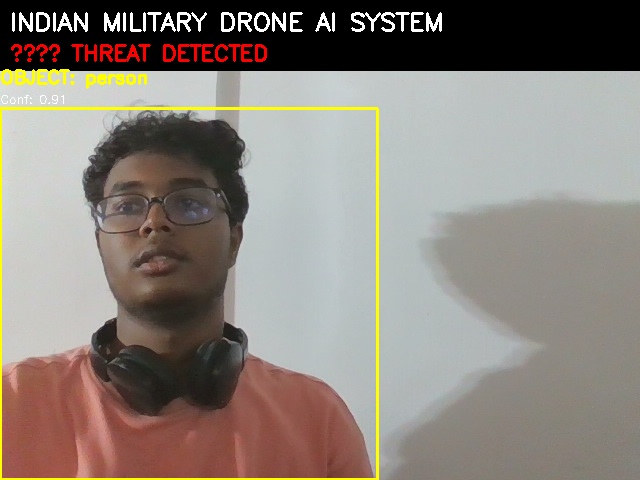 INDIAN MILITARY DRONE AI SYSTEM
???? THREAT DETECTED
OBJECT: person
Conf: 0.91